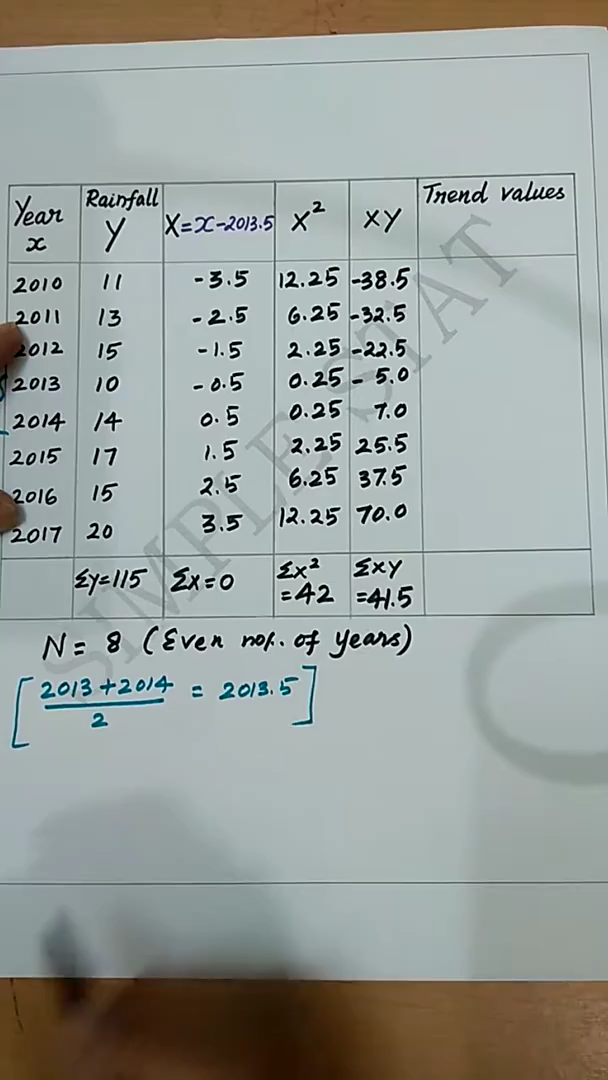 Year x | Rainfall Y | X=x-2013.5 | X² | XY | Trend values
2010 11 -3.5 12.25 -38.5
2011 13 -2.5 6.25 -32.5
2012 15 -1.5 2.25 -22.5
2013 10 -0.5 0.25 -5.0
2014 14 0.5 0.25 7.0
2015 17 1.5 2.25 25.5
2016 15 2.5 6.25 37.5
2017 20 3.5 12.25 70.0
Σy=115 Σx=0 Σx²=42 Σxy=41.5
N = 8 (Even no. of years)
[2013+2014/2 = 2013.5]
SIMPLE STAT